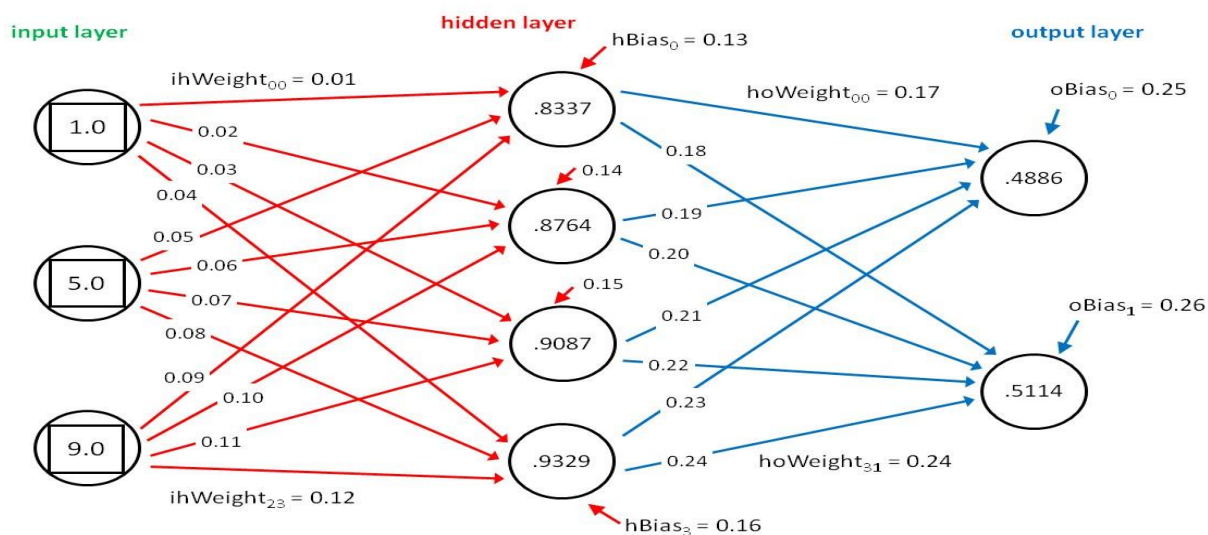 input layer
hidden layer
output layer
hBias₀ = 0.13
ihWeight₀₀ = 0.01
hoWeight₀₀ = 0.17
oBias₀ = 0.25
1.0
.8337
0.02
0.03
0.04
0.18
0.14
.4886
.8764
0.19
0.05
0.06
0.20
5.0
0.15
0.07
0.08
0.21
oBias₁ = 0.26
.9087
0.22
0.09
0.10
0.23
.5114
0.11
9.0
.9329
0.24
hoWeight₃₁ = 0.24
ihWeight₂₃ = 0.12
hBias₃ = 0.16